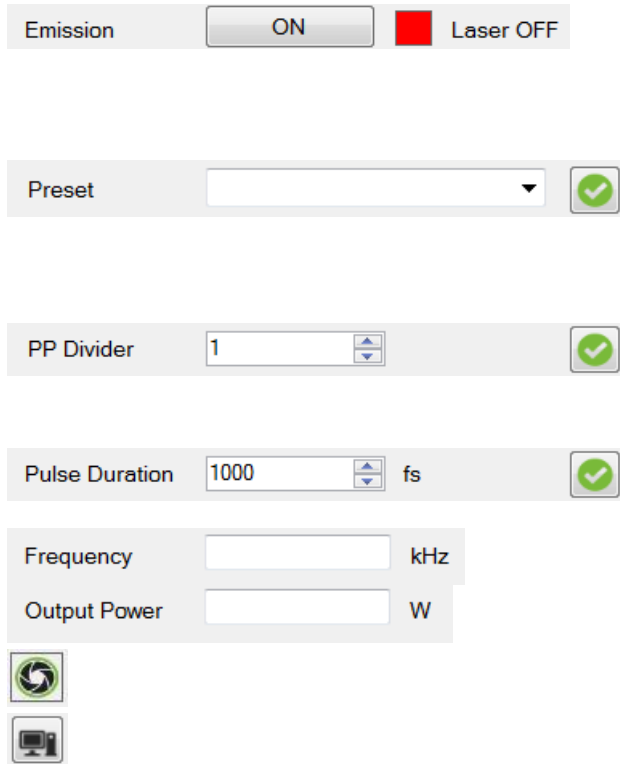 Emission ON Laser OFF
Preset
PP Divider 1
Pulse Duration 1000 fs
Frequency kHz
Output Power W